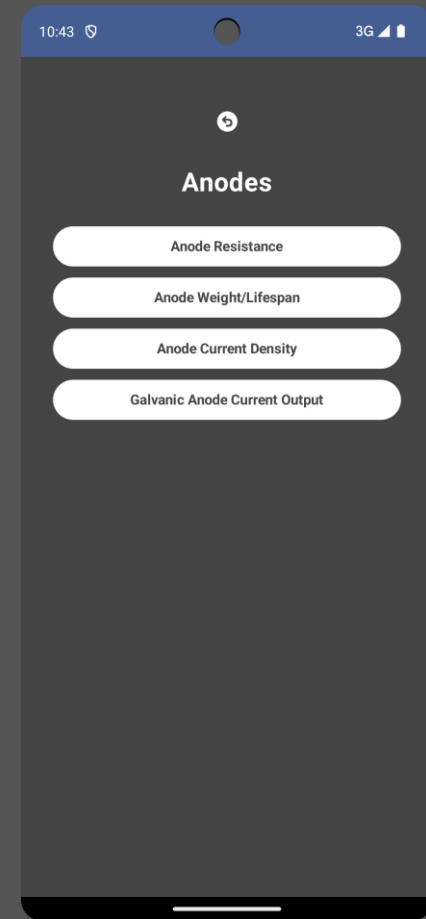 10:43
3G
Anodes
Anode Resistance
Anode Weight/Lifespan
Anode Current Density
Galvanic Anode Current Output